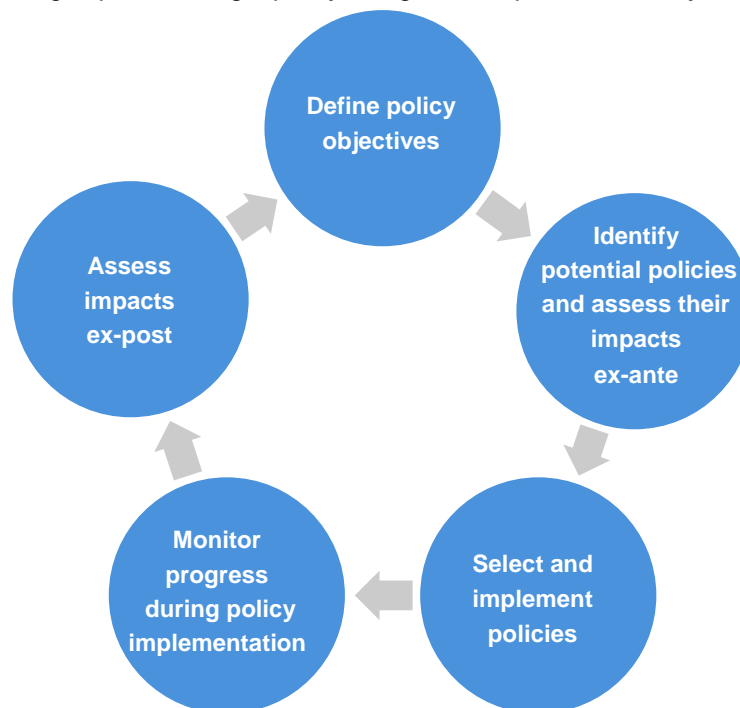 Define policy
objectives
Identify
potential policies
and assess their
impacts
ex-ante
Select and
implement
policies
Monitor
progress
during policy
implementation
Assess
impacts
ex-post